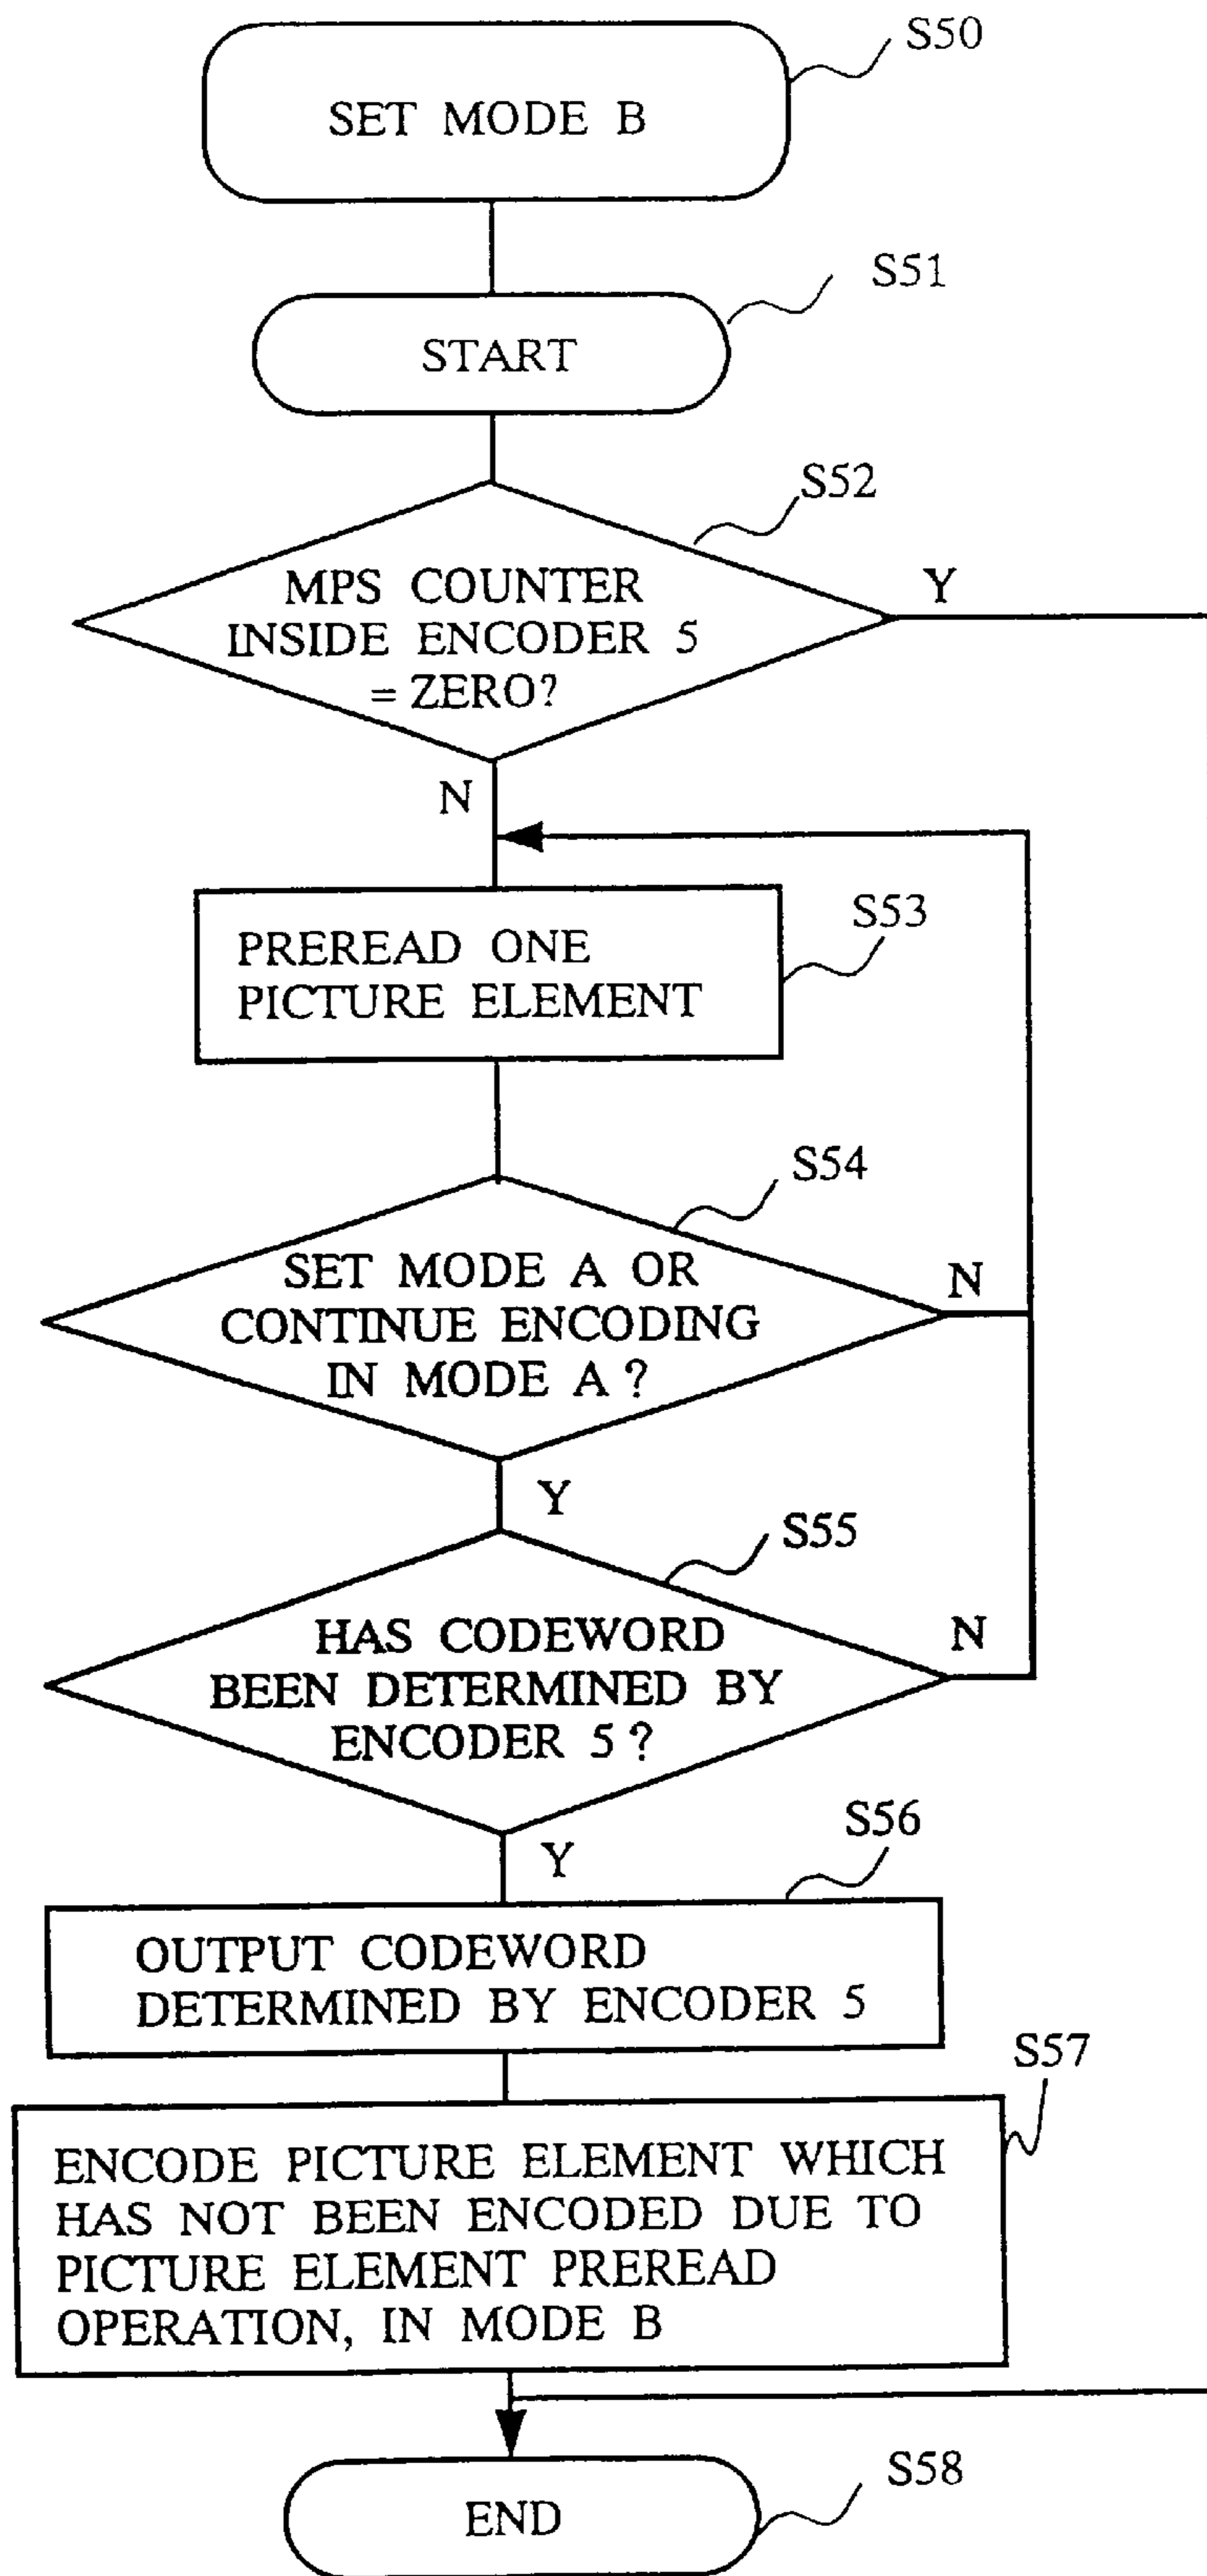 S50
SET MODE B
S51
START
S52
MPS COUNTER
INSIDE ENCODER 5
= ZERO?
Y
N
S53
PREREAD ONE
PICTURE ELEMENT
S54
SET MODE A OR
CONTINUE ENCODING
IN MODE A ?
N
Y
S55
HAS CODEWORD
BEEN DETERMINED BY
ENCODER 5 ?
N
Y
S56
OUTPUT CODEWORD
DETERMINED BY ENCODER 5
S57
ENCODE PICTURE ELEMENT WHICH
HAS NOT BEEN ENCODED DUE TO
PICTURE ELEMENT PREREAD
OPERATION, IN MODE B
S58
END